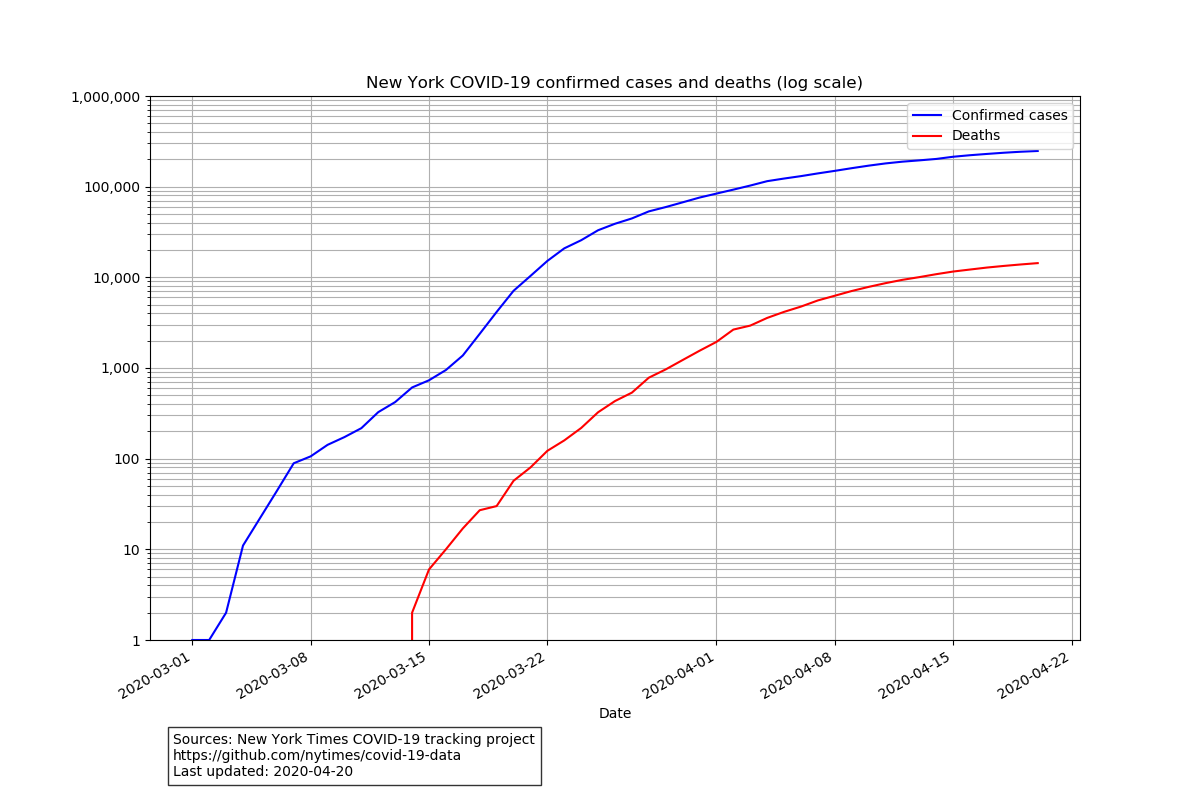 New York COVID-19 confirmed cases and deaths (log scale)
1,000,000
100,000
10,000
1,000
100
10
1
Confirmed cases
Deaths
2020-03-01
2020-03-08
2020-03-15
2020-03-22
2020-04-01
2020-04-08
2020-04-15
2020-04-22
Date
Sources: New York Times COVID-19 tracking project
https://github.com/nytimes/covid-19-data
Last updated: 2020-04-20